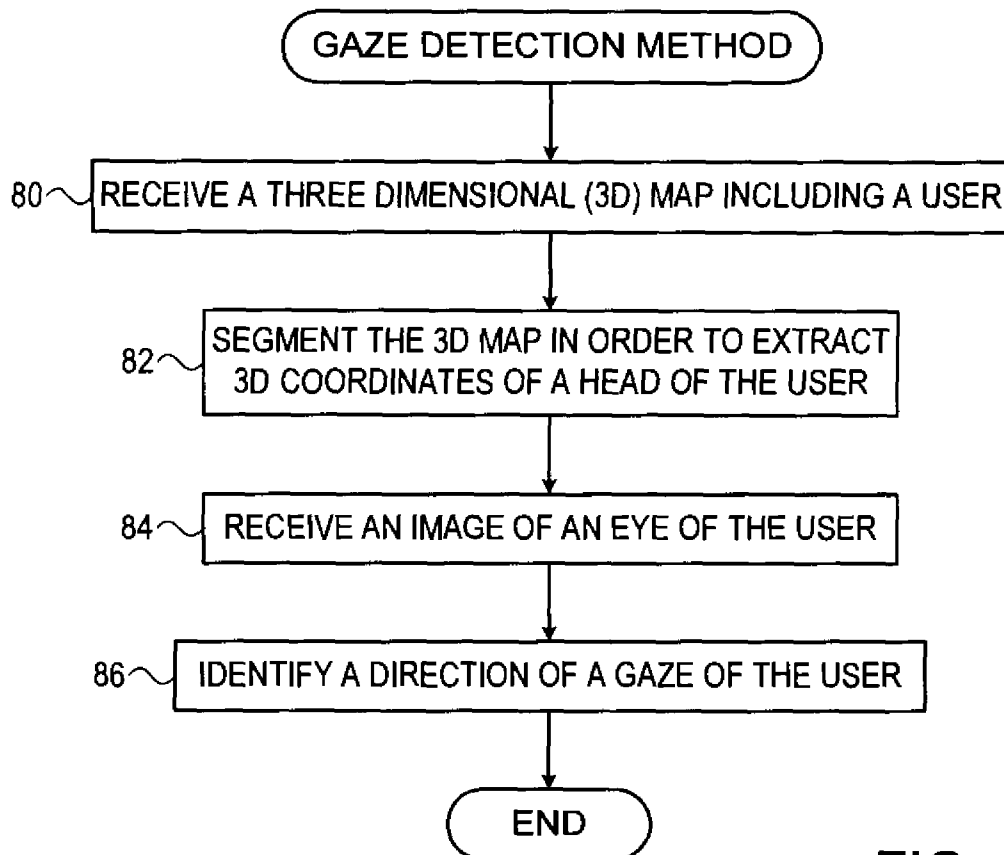 GAZE DETECTION METHOD
80 RECEIVE A THREE DIMENSIONAL (3D) MAP INCLUDING A USER
SEGMENT THE 3D MAP IN ORDER TO EXTRACT
82 3D COORDINATES OF A HEAD OF THE USER
84 RECEIVE AN IMAGE OF AN EYE OF THE USER
86 IDENTIFY A DIRECTION OF A GAZE OF THE USER
END